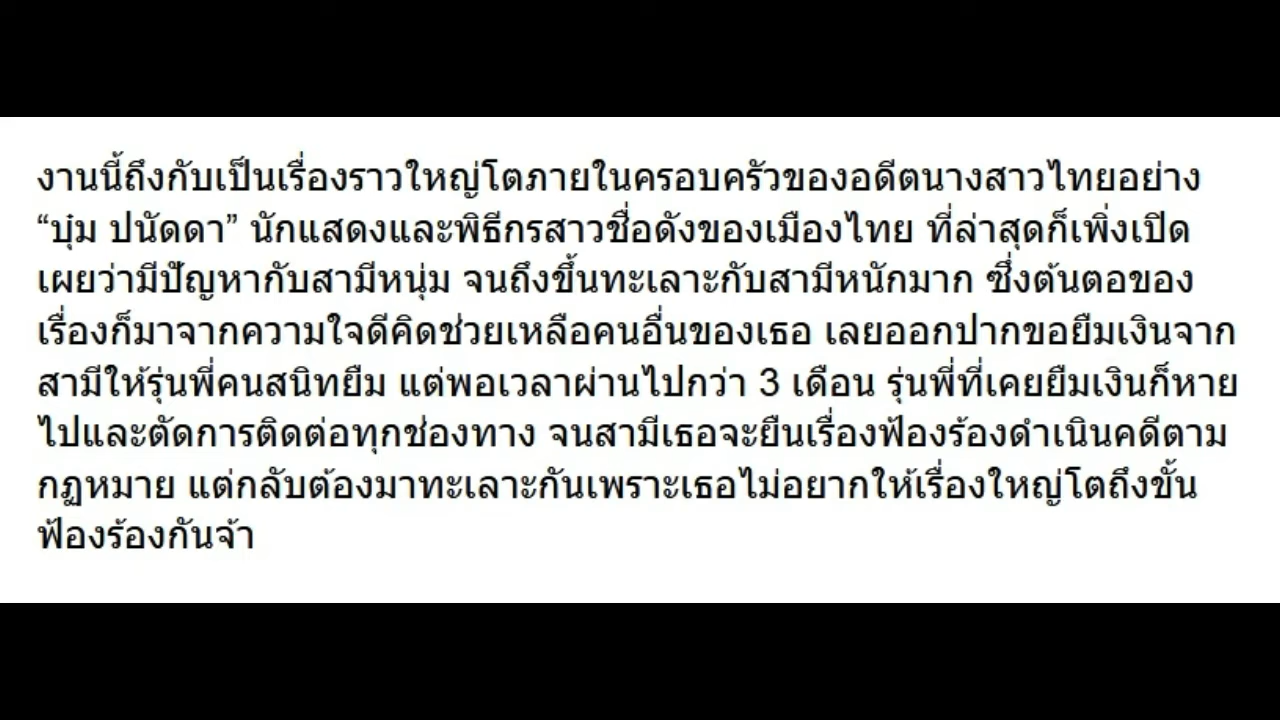 งานนี้ถึงกับเป็นเรื่องราวใหญ่โตภายในครอบครัวของอดีตนางสาวไทยอย่าง
“บุ๋ม ปนัดดา” นักแสดงและพิธีกรสาวชื่อดังของเมืองไทย ที่ล่าสุดก็เพิ่งเปิด
เผยว่ามีปัญหากับสามีหนุ่ม จนถึงขึ้นทะเลาะกับสามีหนักมาก ซึ่งต้นตอของ
เรื่องก็มาจากความใจดีคิดช่วยเหลือคนอื่นของเธอ เลยออกปากขอยืมเงินจาก
สามีให้รุ่นพี่คนสนิทยืม แต่พอเวลาผ่านไปกว่า 3 เดือน รุ่นพี่ที่เคยยืมเงินก็หาย
ไปและตัดการติดต่อทุกช่องทาง จนสามีเธอจะยืนเรื่องฟ้องร้องดำเนินคดีตาม
กฏหมาย แต่กลับต้องมาทะเลาะกันเพราะเธอไม่อยากให้เรื่องใหญ่โตถึงขั้น
ฟ้องร้องกันจ้า